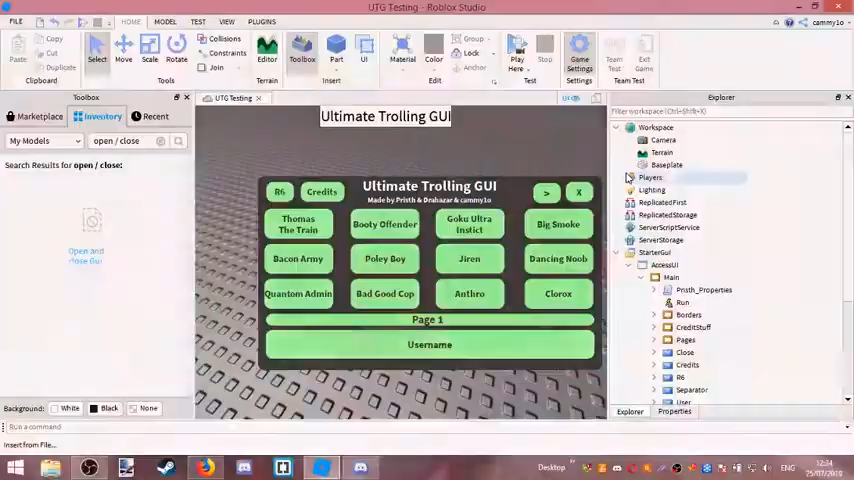 UTG Testing - Roblox Studio
FILE
HOME
MODEL
TEST
VIEW
PLUGINS
cammy1o
Paste
Copy
Cut
Duplicate
Clipboard
Select
Move
Scale
Rotate
Collisions
Constraints
Join
Tools
Editor
Terrain
Toolbox
Part
UI
Insert
Material
Color
Group
Lock
Anchor
Edit
Play Here
Stop
Test
Game Settings
Settings
Team Test
Exit Game
Team Test
Toolbox
Marketplace
Inventory
Recent
My Models
open / close
Search Results for open / close:
Open and close Gui
Background:
White
Black
None
UTG Testing
UI
Ultimate Trolling GUI
R6
Credits
Ultimate Trolling GUI
Made by Pristh & Drahazar & cammy1o
>
X
Thomas The Train
Booty Offender
Goku Ultra Instict
Big Smoke
Bacon Army
Poley Boy
Jiren
Dancing Noob
Quantom Admin
Bad Good Cop
Anthro
Clorox
Page 1
Username
Explorer
Filter workspace (Ctrl+Shift+X)
Workspace
Camera
Terrain
Baseplate
Players
Lighting
ReplicatedFirst
ReplicatedStorage
ServerScriptService
ServerStorage
StarterGui
AccessUI
Main
Pristh_Properties
Run
Borders
CreditStuff
Pages
Close
Credits
R6
Separator
User
Explorer
Properties
Run a command
Insert from File...
Desktop
ENG
12:34
25/07/2019